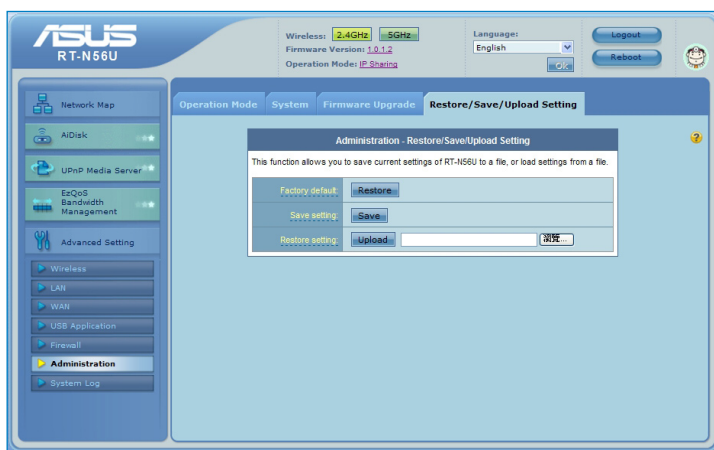 ASUS
RT-N56U
Wireless: 2.4GHz 5GHz
Firmware Version: 1.0.1.2
Operation Mode: IP Sharing
Language:
English
OK
Logout
Reboot
Network Map
AiDisk
UPnP Media Server
EzQoS
Bandwidth
Management
Advanced Setting
Wireless
LAN
WAN
USB Application
Firewall
Administration
System Log
Operation Mode System Firmware Upgrade Restore/Save/Upload Setting
Administration - Restore/Save/Upload Setting
This function allows you to save current settings of RT-N56U to a file, or load settings from a file.
Factory default: Restore
Save setting: Save
Restore setting: Upload 瀏覽...